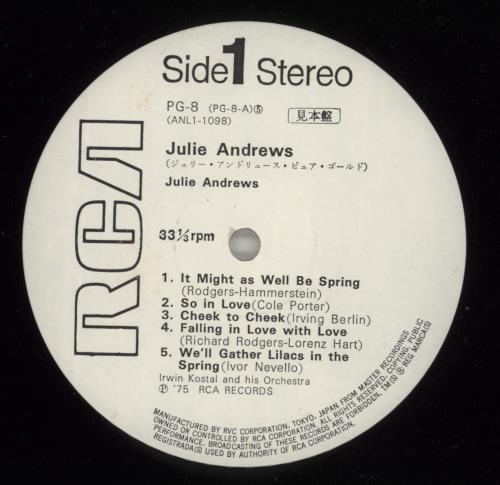 Side 1 Stereo
PG-8 (PG-8-A)⑤
(ANL1-1098)
見本盤
Julie Andrews
(ジュリー・アンドリュース・ピュア・ゴールド)
Julie Andrews
33⅓rpm
RCA
1. It Might as Well Be Spring
(Rodgers-Hammerstein)
2. So in Love(Cole Porter)
3. Cheek to Cheek(Irving Berlin)
4. Falling in Love with Love
(Richard Rodgers-Lorenz Hart)
5. We'll Gather Lilacs in the
Spring(Ivor Nevello)
Irwin Kostal and his Orchestra
Ⓟ '75 RCA RECORDS
MANUFACTURED BY RVC CORPORATION, TOKYO, JAPAN, FROM MASTER RECORDINGS
OWNED OR CONTROLLED BY RCA CORPORATION. ALL RIGHTS RESERVED, COPYING, PUBLIC
PERFORMANCE, BROADCASTING OF THESE RECORDS ARE FORBIDDEN, TM(S) ® REG MARCA(S)
REGISTRADA(S) USED BY AUTHORITY OF RCA CORPORATION.